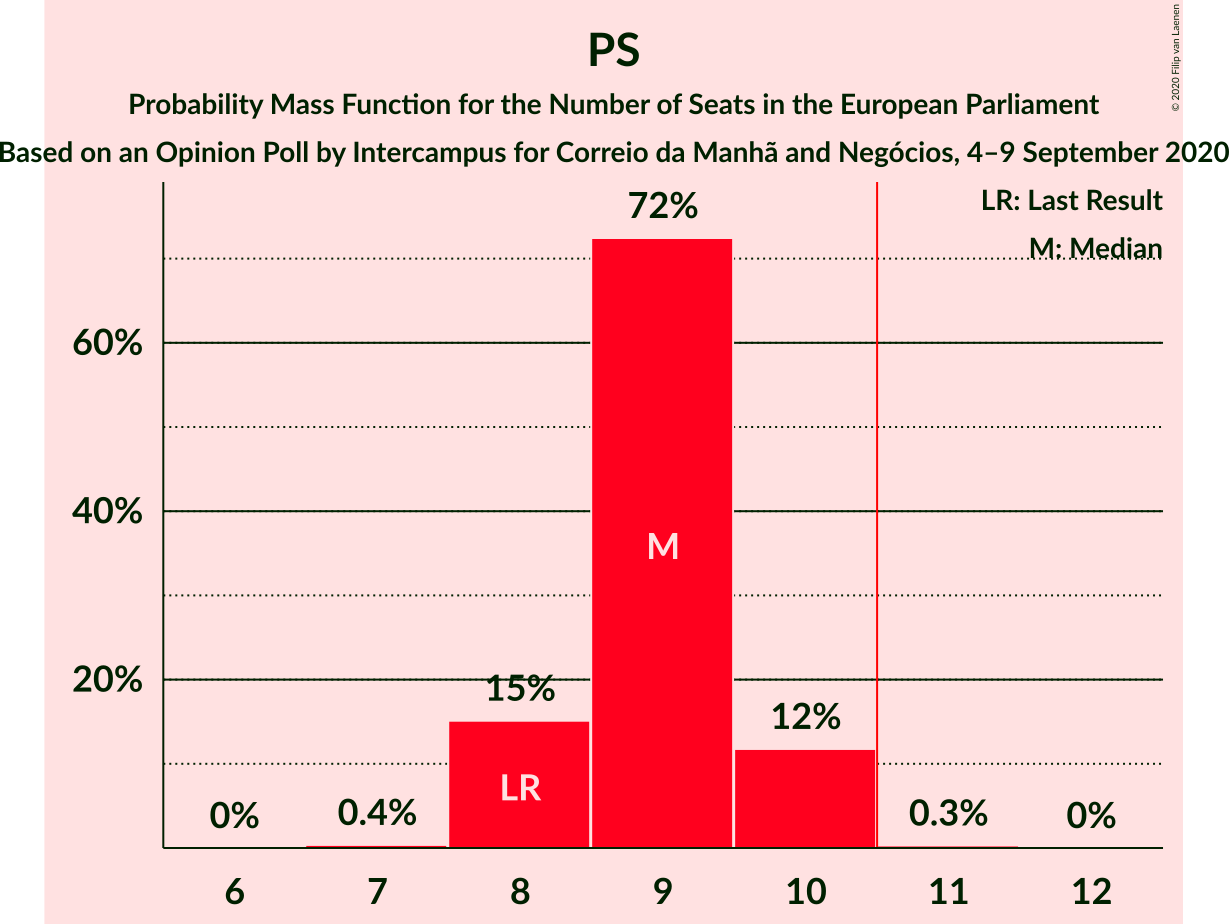 PS
Probability Mass Function for the Number of Seats in the European Parliament
Based on an Opinion Poll by Intercampus for Correio da Manhã and Negócios, 4–9 September 2020
© 2020 Filip van Laenen
LR: Last Result
M: Median
72%
60%
40%
M
20%
15%
12%
LR
0%
0.4%
0.3%
0%
6
7
8
9
10
11
12